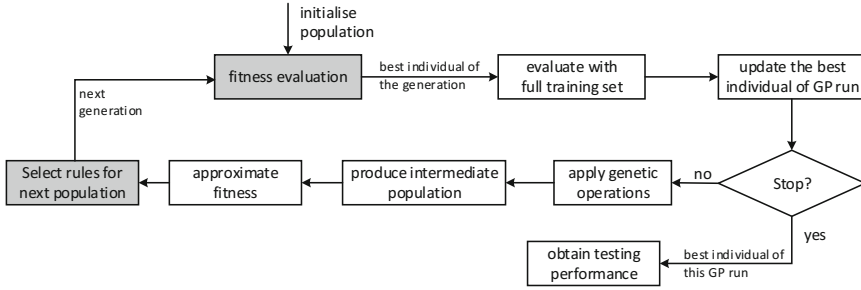 initialise
population
fitness evaluation
best individual of
the generation
evaluate with
full training set
update the best
individual of GP run
next
generation
Select rules for
next population
approximate
fitness
produce intermediate
population
apply genetic
operations
no
Stop?
yes
obtain testing
performance
best individual of
this GP run